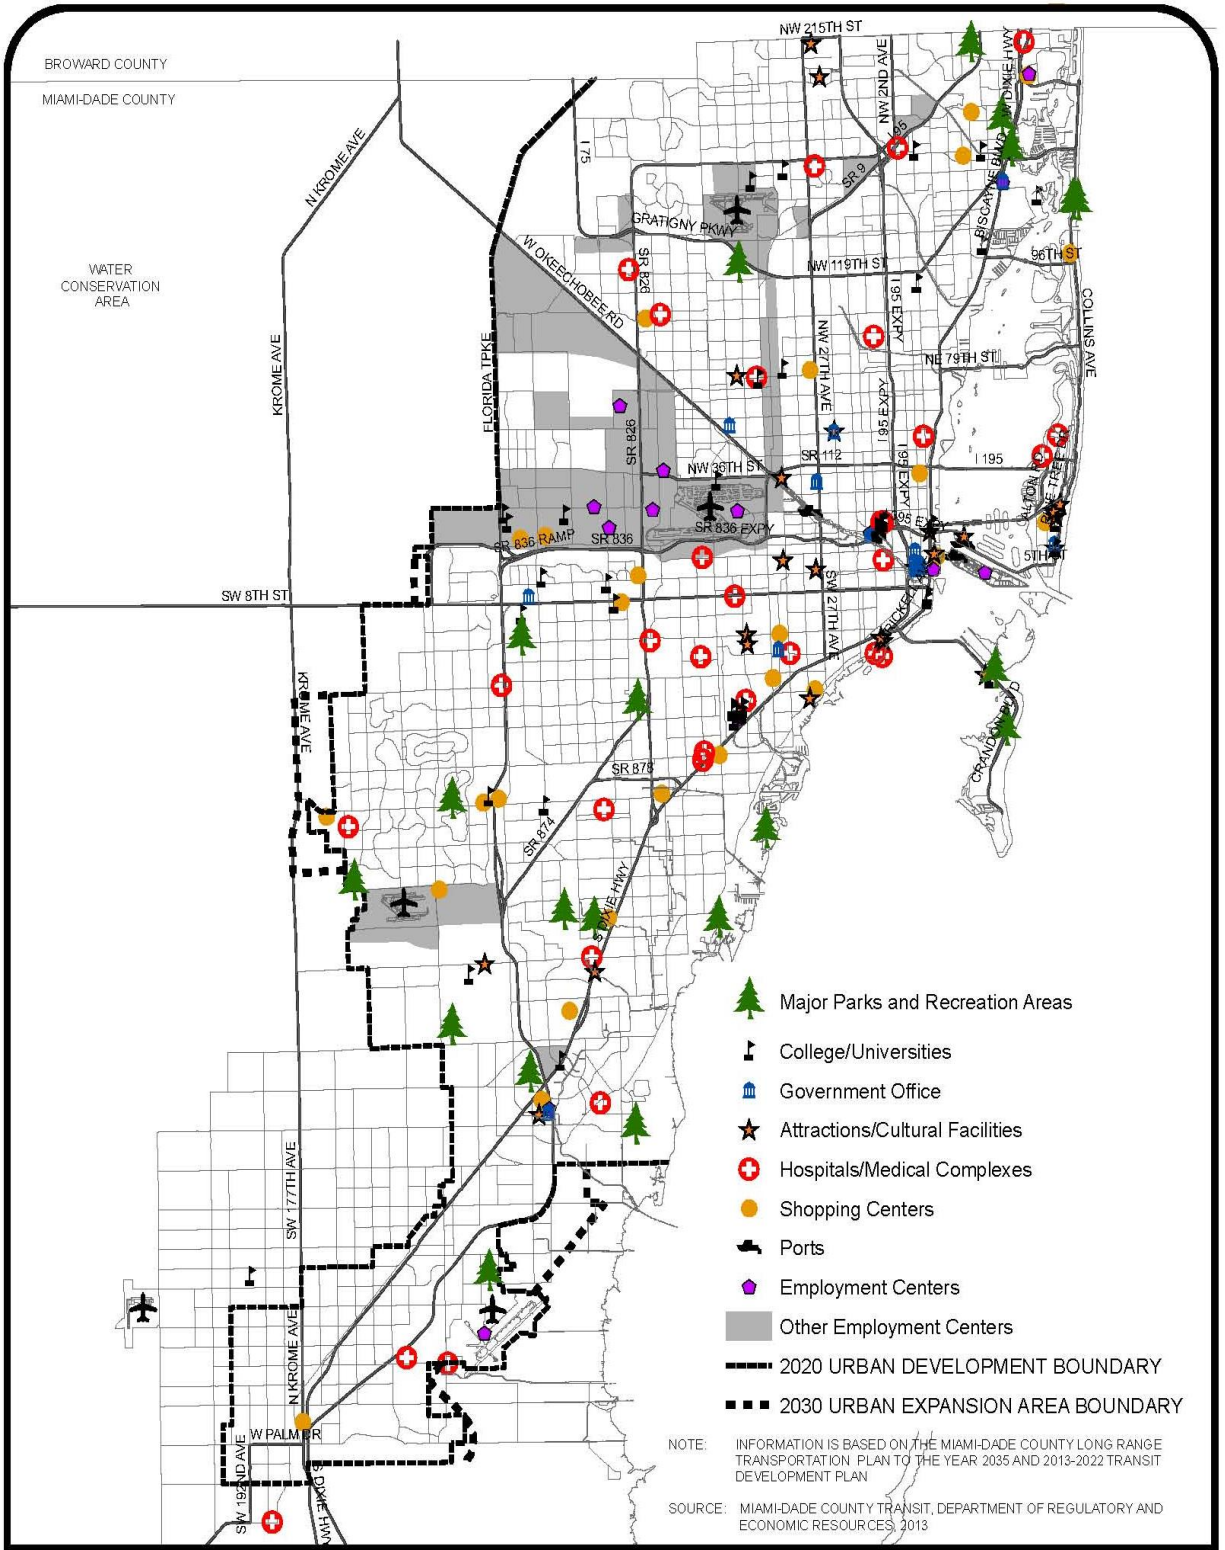 NW 215TH ST
BROWARD COUNTY
MIAMI-DADE COUNTY
NW 2ND AVE
W DIXIE HWY
N KROME AVE
I 75
I 95
SR 9
BISCAYNE BLVD
GRATIGNY PKWY
W OKEECHOBEE RD
SR 826
NW 119TH ST
96TH ST
WATER
CONSERVATION
AREA
I 95 EXPY
COLLINS AVE
KROME AVE
FLORIDA TPKE
NW 27TH AVE
NE 79TH ST
I 95 EXPY
SR 826
SR 112
NW 36TH ST
I 195
I 95 EXPY
SR 836 EXPY
SR 836 RAMP
SR 836
5TH ST
SW 8TH ST
SW 27TH AVE
KROME AVE
CRANDON BLVD
SR 878
SR 874
S DIXIE HWY
Major Parks and Recreation Areas
College/Universities
Government Office
Attractions/Cultural Facilities
Hospitals/Medical Complexes
Shopping Centers
Ports
Employment Centers
Other Employment Centers
2020 URBAN DEVELOPMENT BOUNDARY
2030 URBAN EXPANSION AREA BOUNDARY
SW 177TH AVE
N KROME AVE
W PALM DR
SW 192ND AVE
S DIXIE HWY
NOTE: INFORMATION IS BASED ON THE MIAMI-DADE COUNTY LONG RANGE
TRANSPORTATION PLAN TO THE YEAR 2035 AND 2013-2022 TRANSIT
DEVELOPMENT PLAN
SOURCE: MIAMI-DADE COUNTY TRANSIT, DEPARTMENT OF REGULATORY AND
ECONOMIC RESOURCES, 2013